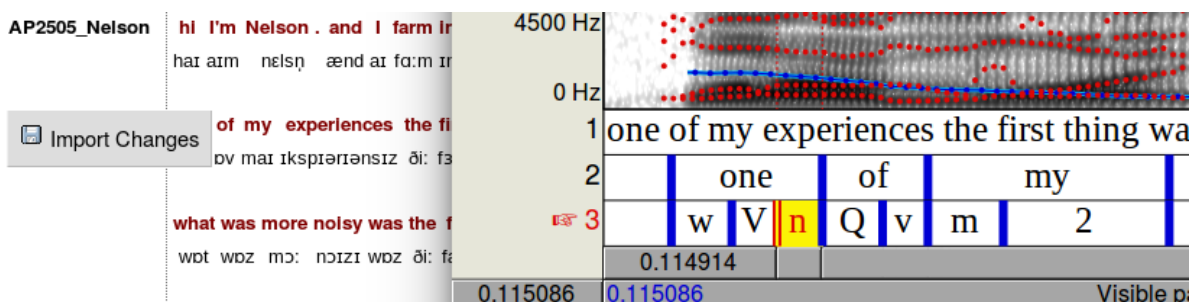 AP2505_Nelson
hi I'm Nelson . and I farm in
haɪ aɪm nɛlsn̩ ænd aɪ fɑːm ɪn
of my experiences the fi
ɒv maɪ ɪkspɪərɪənsɪz ðiː fɜ
Import Changes
what was more noisy was the f
wɒt wɒz mɔː nɔɪzɪ wɒz ðiː fa
4500 Hz
0 Hz
1 one of my experiences the first thing wa
2 one of my
☞ 3 w V n Q v m 2
0.114914
0.115086 0.115086 Visible pa